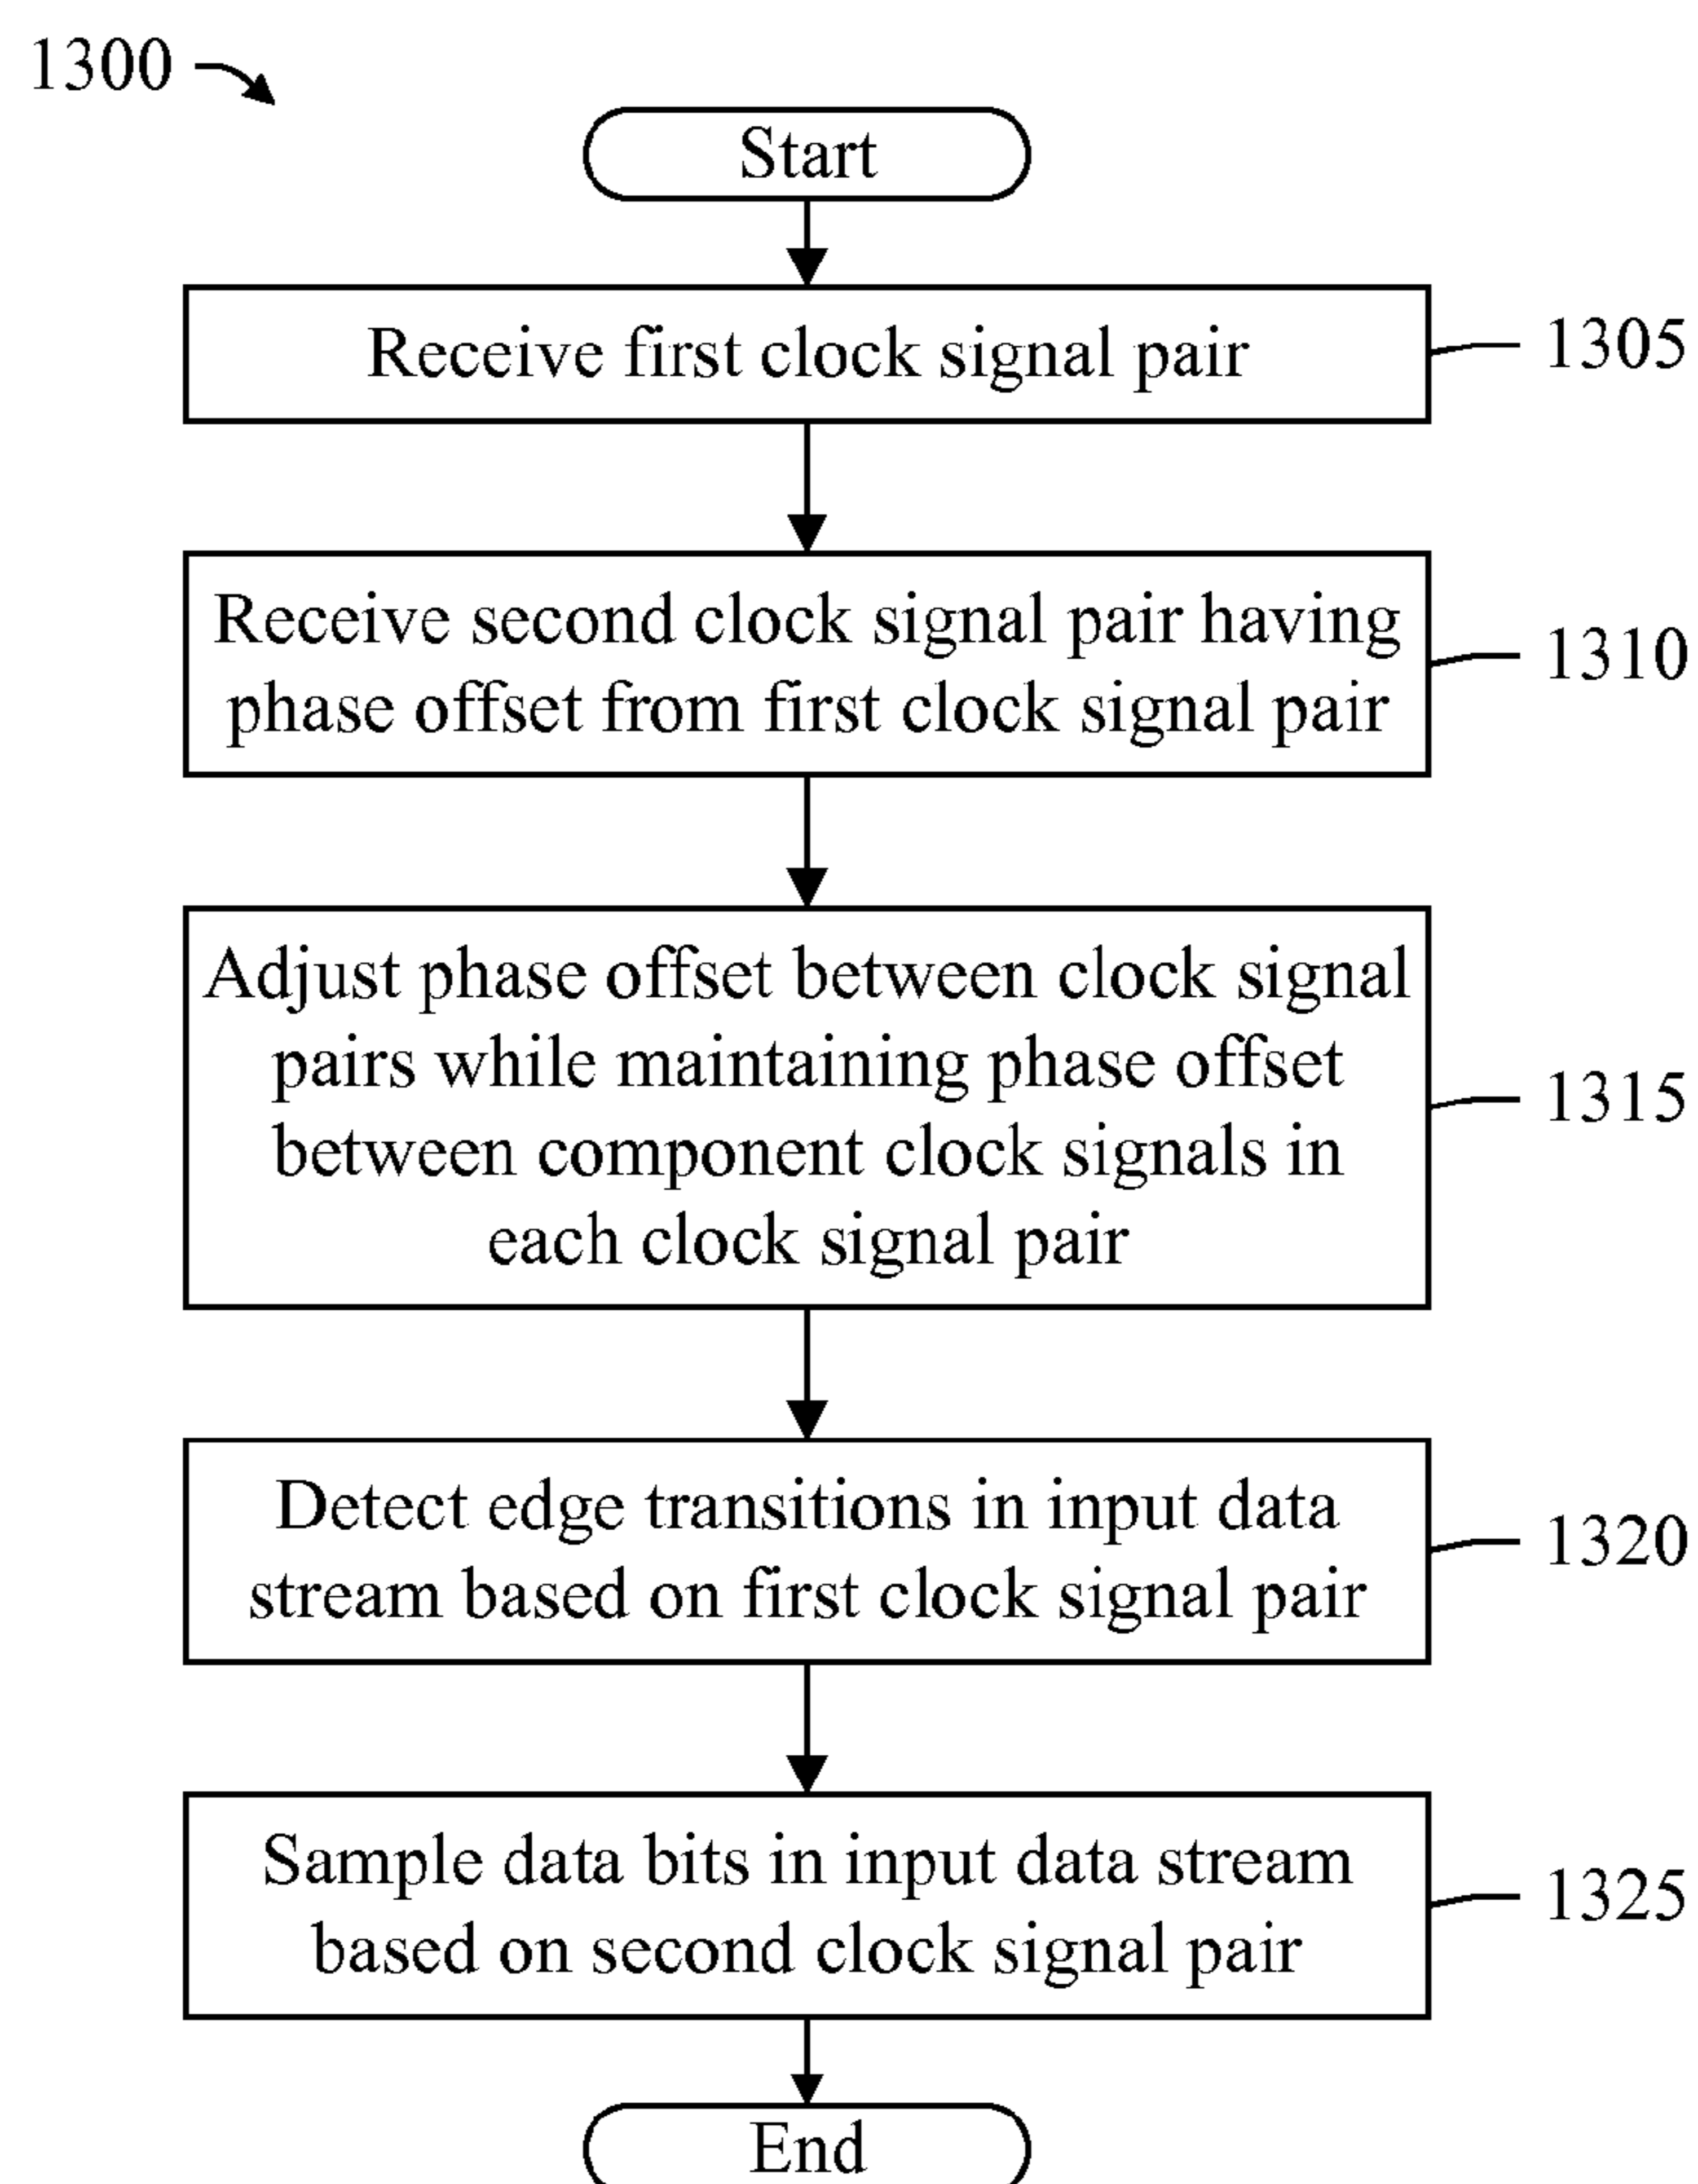 1300
Start
Receive first clock signal pair
1305
Receive second clock signal pair having
phase offset from first clock signal pair
1310
Adjust phase offset between clock signal
pairs while maintaining phase offset
between component clock signals in
each clock signal pair
1315
Detect edge transitions in input data
stream based on first clock signal pair
1320
Sample data bits in input data stream
based on second clock signal pair
1325
End